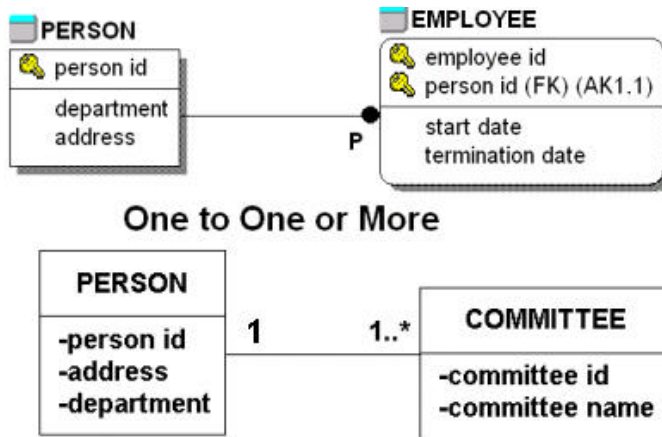 PERSON
person id
department
address
P
EMPLOYEE
employee id
person id (FK) (AK1.1)
start date
termination date
One to One or More
PERSON
-person id
-address
-department
1
1..*
COMMITTEE
-committee id
-committee name